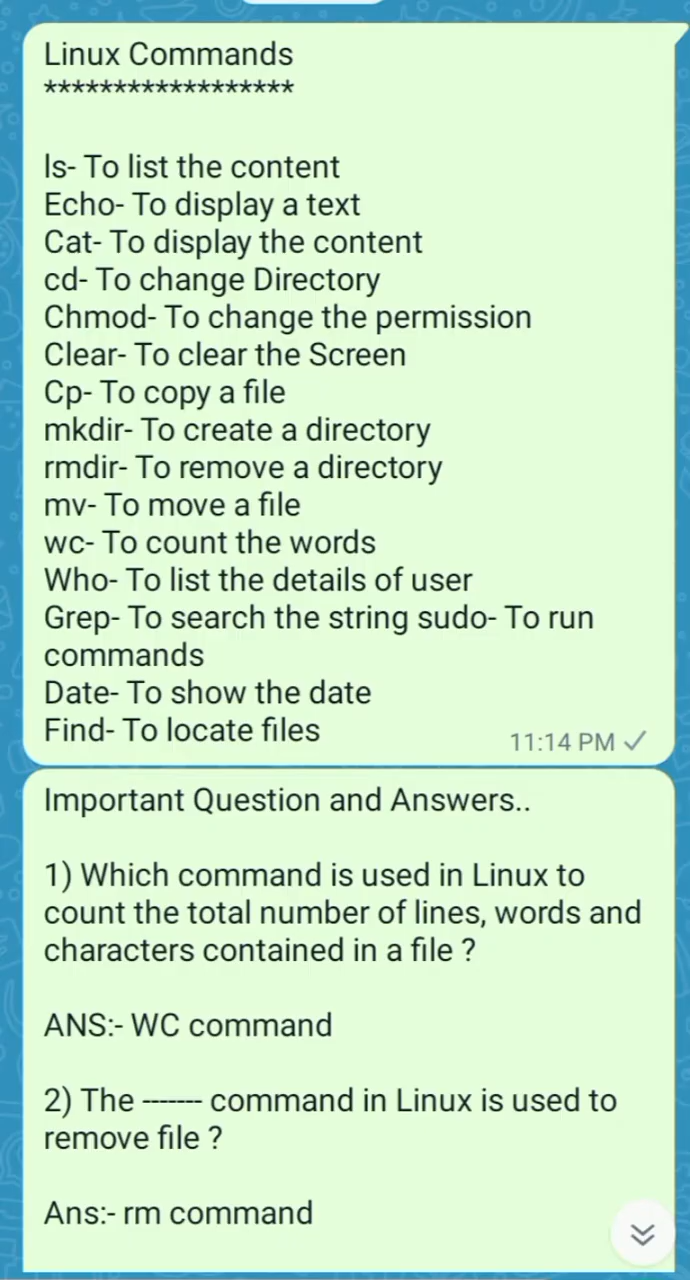 Linux Commands
******************
ls- To list the content
Echo- To display a text
Cat- To display the content
cd- To change Directory
Chmod- To change the permission
Clear- To clear the Screen
Cp- To copy a file
mkdir- To create a directory
rmdir- To remove a directory
mv- To move a file
wc- To count the words
Who- To list the details of user
Grep- To search the string sudo- To run
commands
Date- To show the date
Find- To locate files
11:14 PM
Important Question and Answers..
1) Which command is used in Linux to
count the total number of lines, words and
characters contained in a file ?
ANS:- WC command
2) The ------- command in Linux is used to
remove file ?
Ans:- rm command